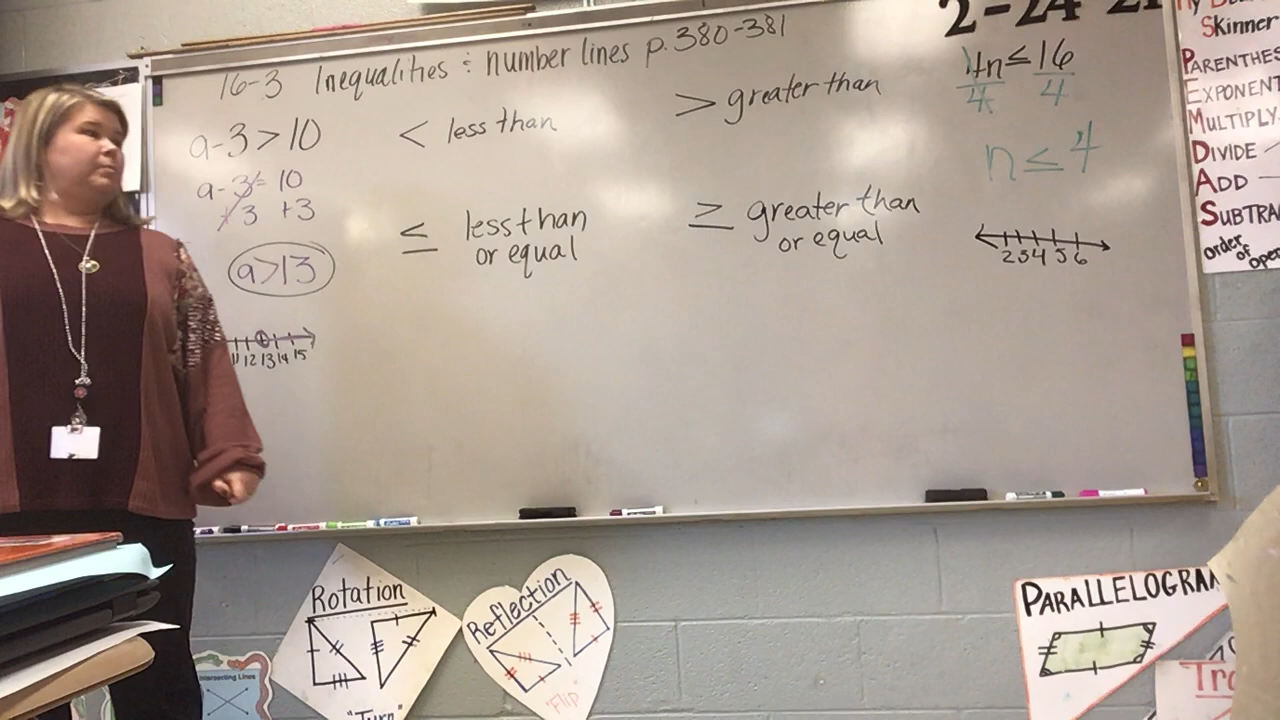 16-3 Inequalities : number lines p. 380-381
2-24-21
a-3>10
< less than
> greater than
4n≤16
4 4
a-3= 10
+3 +3
n≤4
≤ less than
or equal
≥ greater than
or equal
a>13
11 12 13 14 15
2 3 4 5 6
Skinner
PARENTHES
EXPONENT
MULTIPLY
DIVIDE
ADD
SUBTRA
order
of
oper
Rotation
"Turn"
Reflection
"Flip"
PARALLELOGRA
Intersecting Lines
Tra